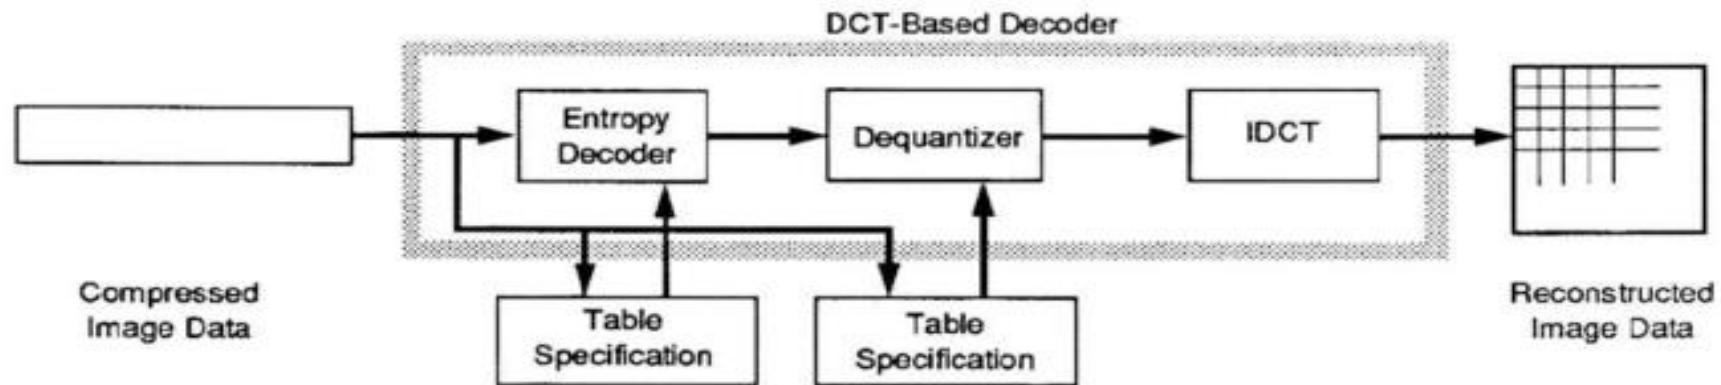 DCT-Based Decoder
Entropy
Decoder
Dequantizer
IDCT
Compressed
Image Data
Table
Specification
Table
Specification
Reconstructed
Image Data